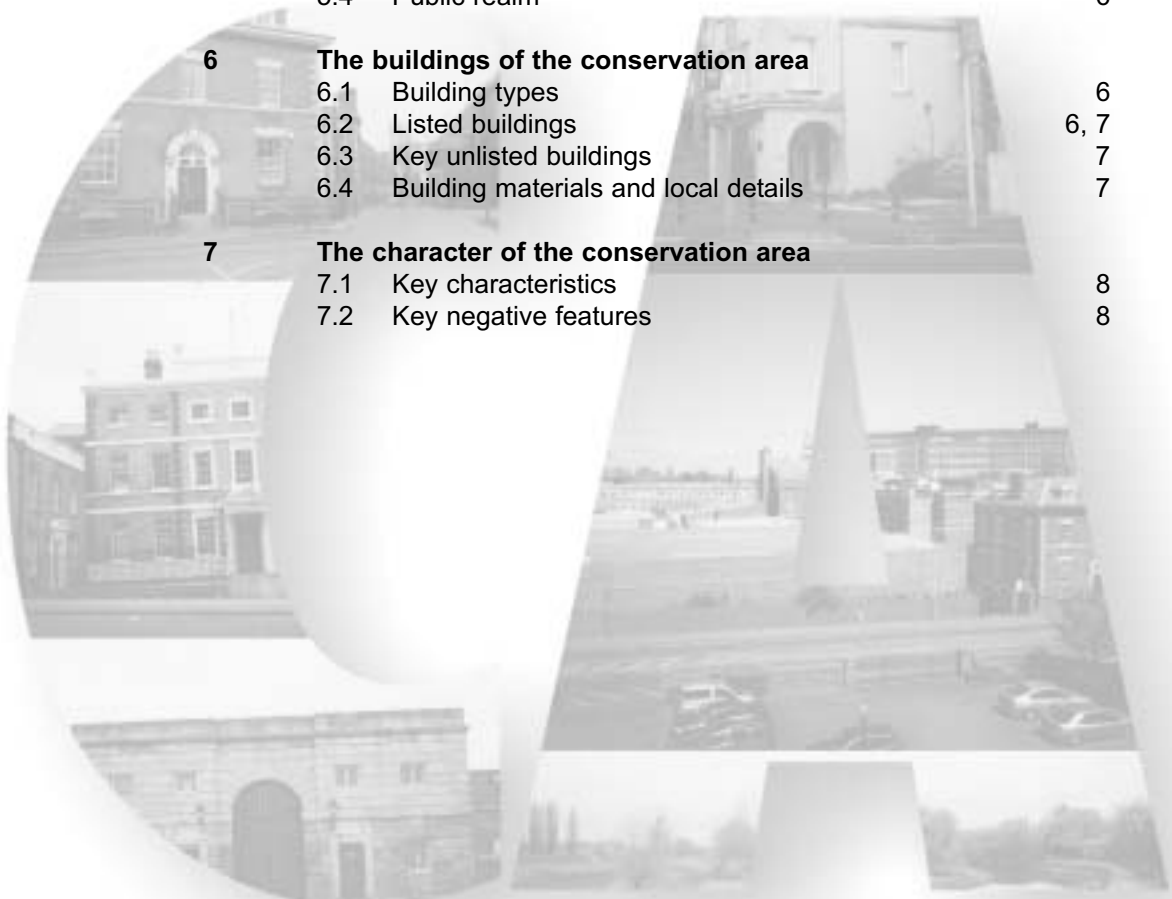 6 The buildings of the conservation area
6.1 Building types 6
6.2 Listed buildings 6, 7
6.3 Key unlisted buildings 7
6.4 Building materials and local details 7
7 The character of the conservation area
7.1 Key characteristics 8
7.2 Key negative features 8
CA